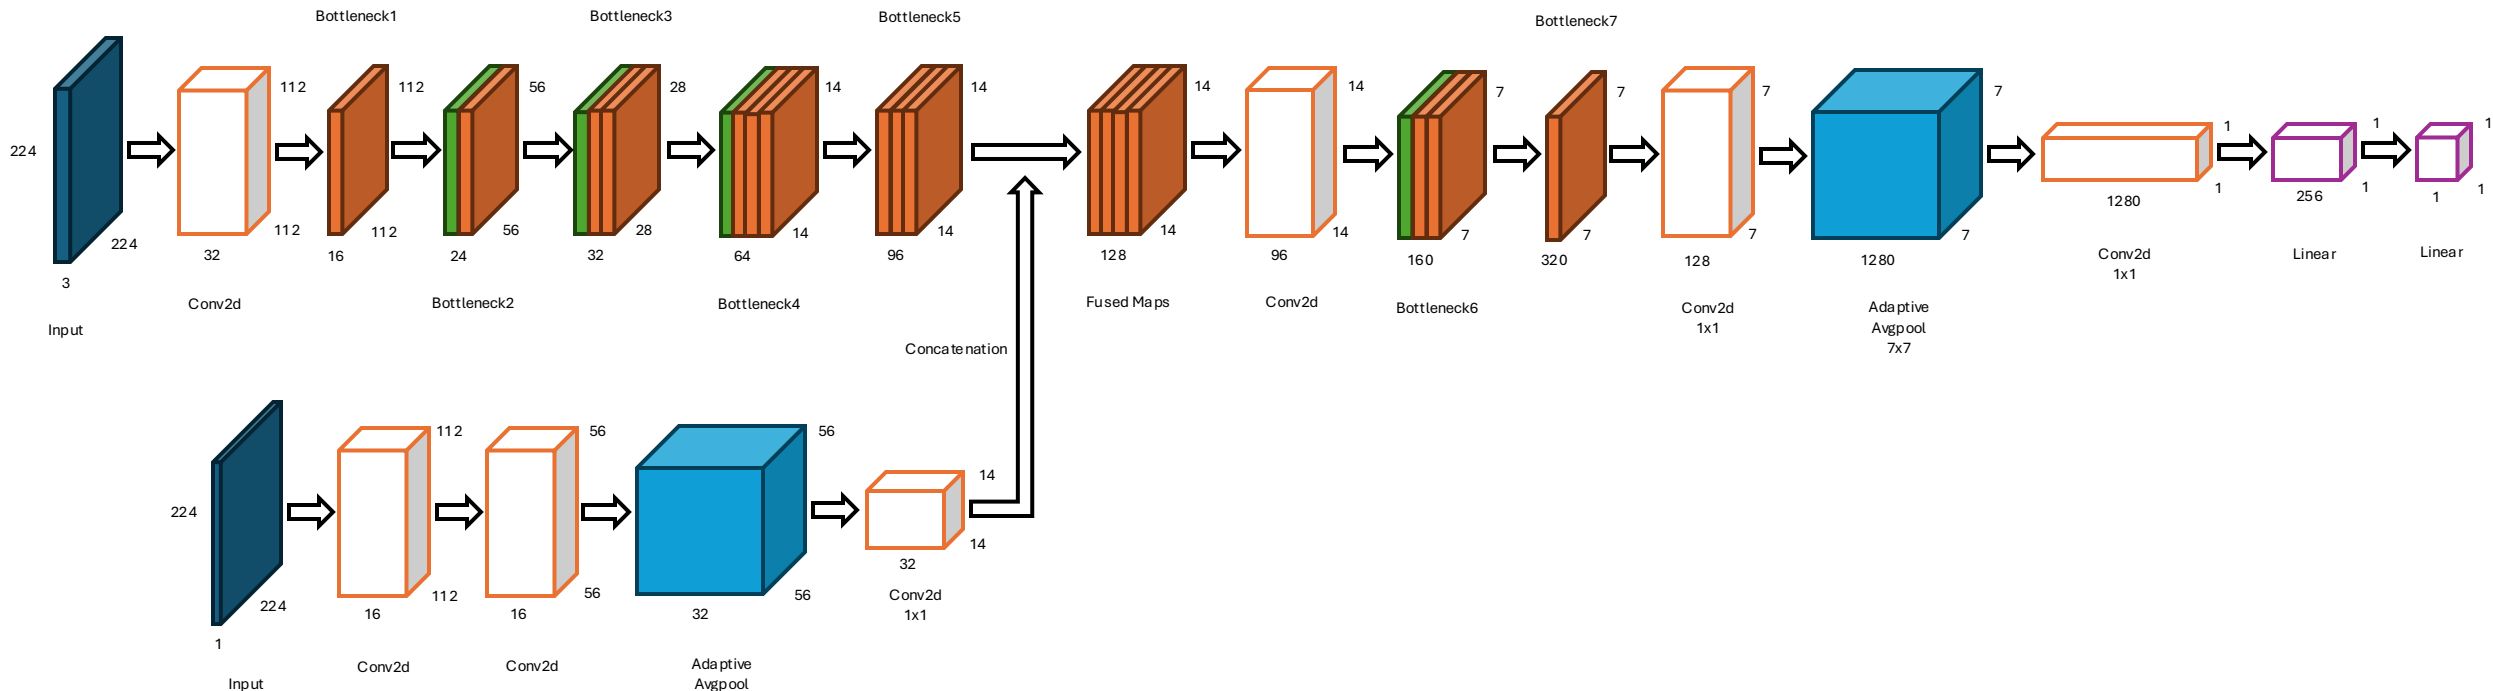 Bottleneck1
Bottleneck3
Bottleneck5
Bottleneck7
112
112
56
28
14
14
14
14
7
7
7
7
1
1
1
224
224
112
112
56
28
14
14
14
14
7
7
7
7
1
1
1
3
32
16
24
32
64
96
128
96
160
320
128
1280
1280
256
1
Input
Conv2d
Bottleneck2
Bottleneck4
Fused Maps
Conv2d
Bottleneck6
Conv2d
1x1
Adaptive
Avgpool
7x7
Conv2d
1x1
Linear
Linear
Concatenation
112
56
56
14
224
224
112
56
56
14
1
16
16
32
32
Input
Conv2d
Conv2d
Adaptive
Avgpool
Conv2d
1x1